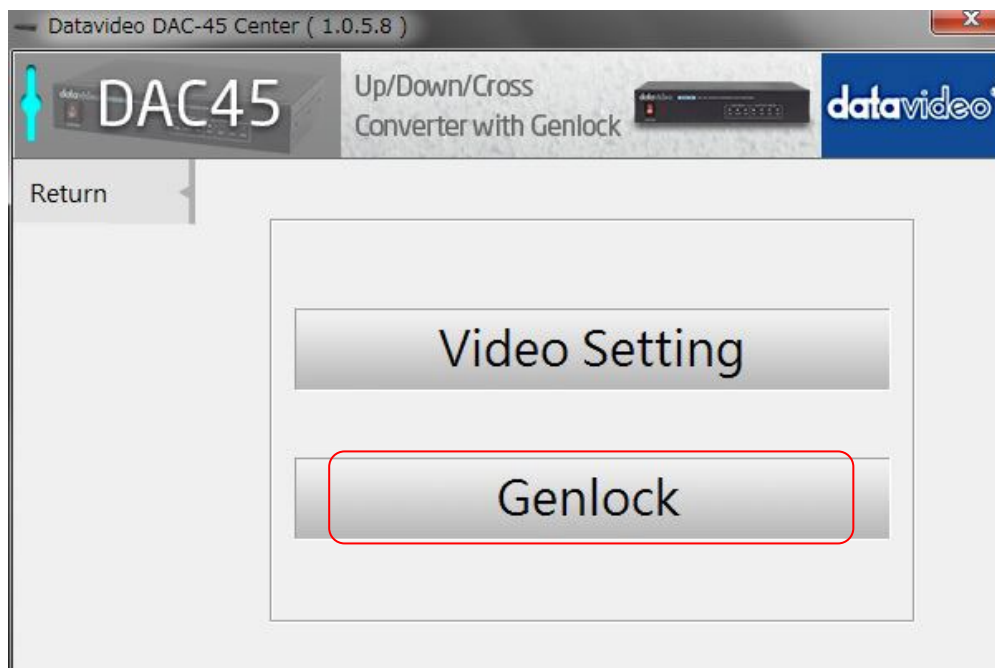 Datavideo DAC-45 Center ( 1.0.5.8 )
DAC45
Up/Down/Cross
Converter with Genlock
datavideo
Return
Video Setting
Genlock